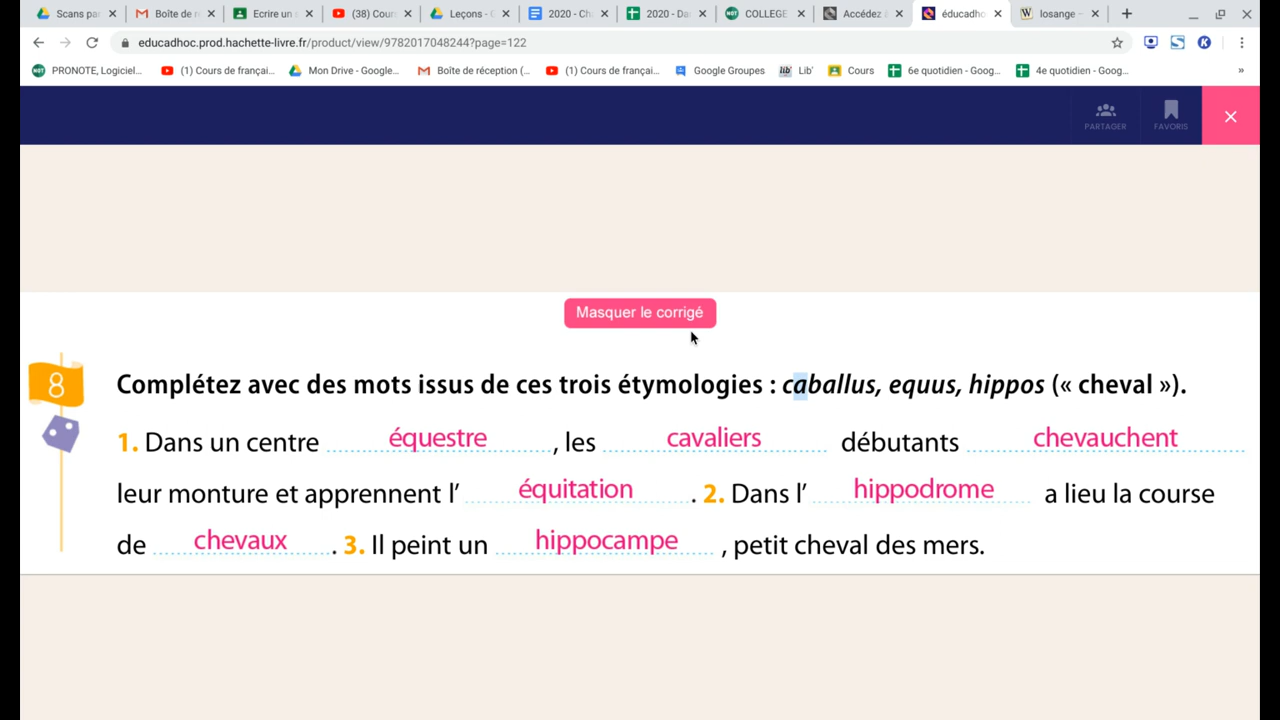 Scans pa
Boîte de r
Ecrire un
(38) Cour
Leçons - G
2020 - Ch
2020 - Da
COLLEGE
Accédez
éducadho
losange –
educadhoc.prod.hachette-livre.fr/product/view/9782017048244?page=122
PRONOTE, Logiciel...
(1) Cours de françai...
Mon Drive - Google...
Boîte de réception (...
(1) Cours de françai...
Google Groupes
lib' Lib'
Cours
6e quotidien - Goog...
4e quotidien - Goog...
»
PARTAGER
FAVORIS
Masquer le corrigé
8 Complétez avec des mots issus de ces trois étymologies : caballus, equus, hippos (« cheval »).
1. Dans un centre équestre, les cavaliers débutants chevauchent
leur monture et apprennent l’ équitation. 2. Dans l’ hippodrome a lieu la course
de chevaux. 3. Il peint un hippocampe, petit cheval des mers.